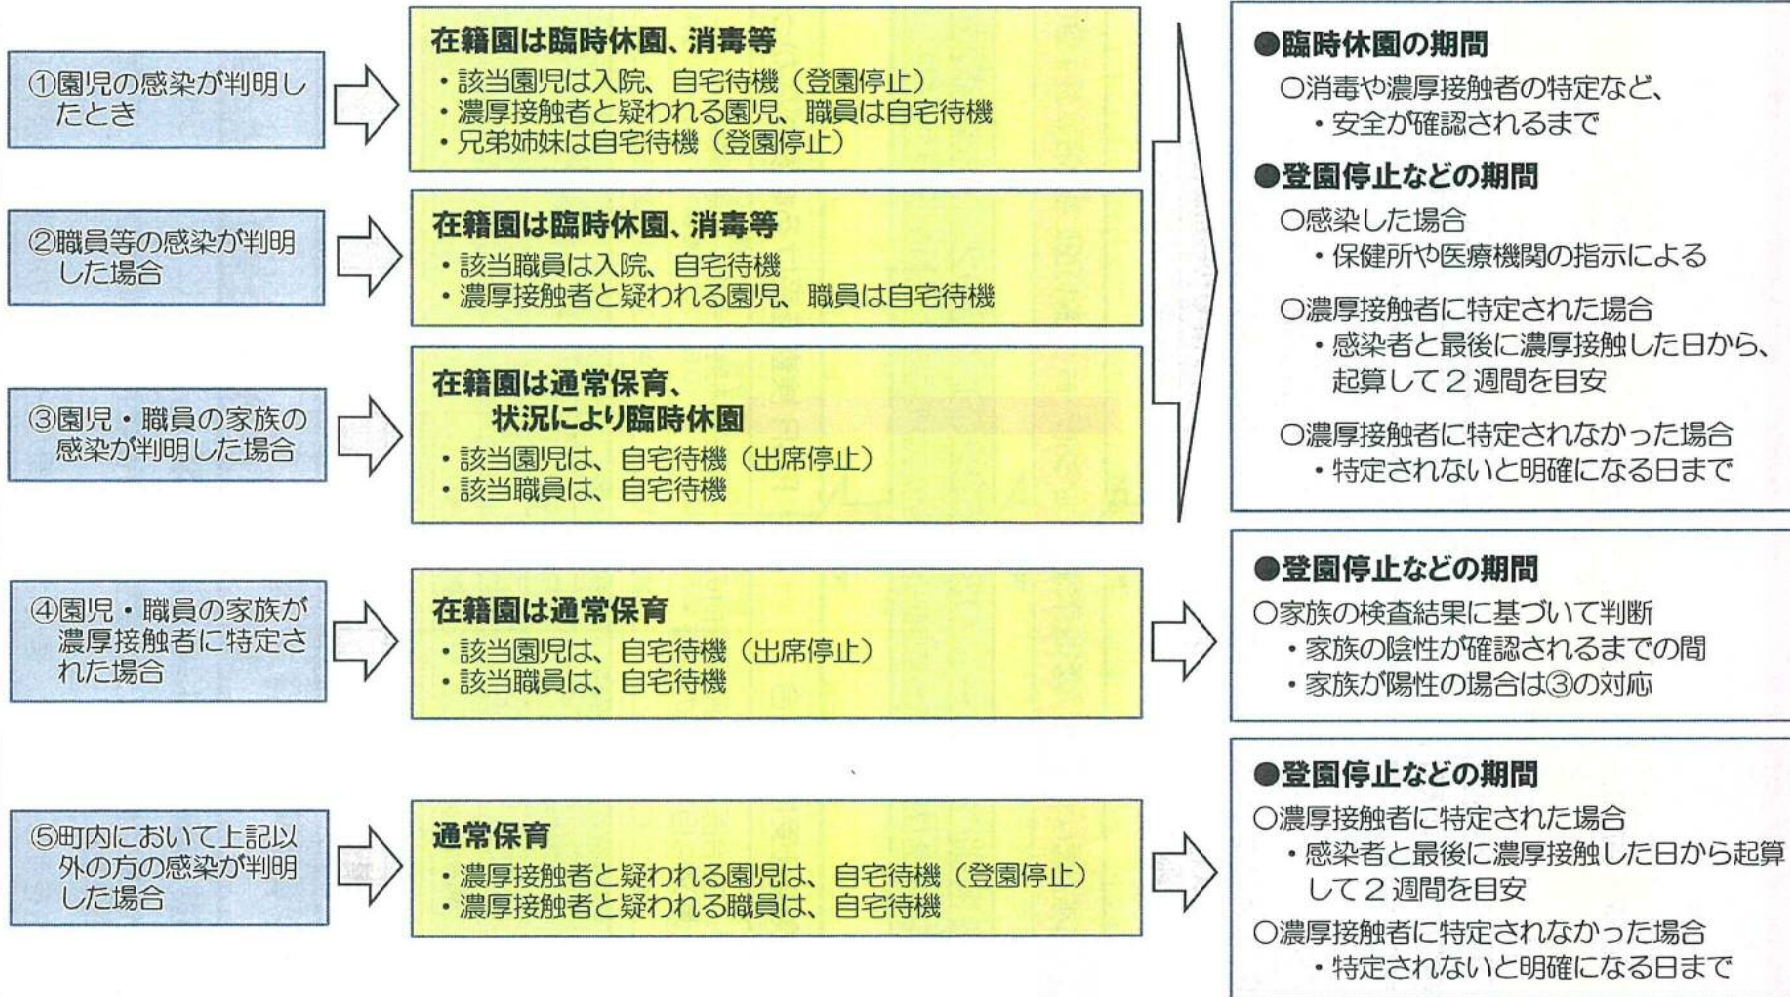 ①園児の感染が判明し
たとき
在籍園は臨時休園、消毒等
・該当園児は入院、自宅待機（登園停止）
・濃厚接触者と疑われる園児、職員は自宅待機
・兄弟姉妹は自宅待機（登園停止）
②職員等の感染が判明
した場合
在籍園は臨時休園、消毒等
・該当職員は入院、自宅待機
・濃厚接触者と疑われる園児、職員は自宅待機
③園児・職員の家族の
感染が判明した場合
在籍園は通常保育、
状況により臨時休園
・該当園児は、自宅待機（出席停止）
・該当職員は、自宅待機
●臨時休園の期間
○消毒や濃厚接触者の特定など、
・安全が確認されるまで
●登園停止などの期間
○感染した場合
・保健所や医療機関の指示による
○濃厚接触者に特定された場合
・感染者と最後に濃厚接触した日から、
起算して２週間を目安
○濃厚接触者に特定されなかった場合
・特定されないと明確になる日まで
④園児・職員の家族が
濃厚接触者に特定さ
れた場合
在籍園は通常保育
・該当園児は、自宅待機（出席停止）
・該当職員は、自宅待機
●登園停止などの期間
○家族の検査結果に基づいて判断
・家族の陰性が確認されるまでの間
・家族が陽性の場合は③の対応
⑤町内において上記以
外の方の感染が判明
した場合
通常保育
・濃厚接触者と疑われる園児は、自宅待機（登園停止）
・濃厚接触者と疑われる職員は、自宅待機
●登園停止などの期間
○濃厚接触者に特定された場合
・感染者と最後に濃厚接触した日から起算
して２週間を目安
○濃厚接触者に特定されなかった場合
・特定されないと明確になる日まで